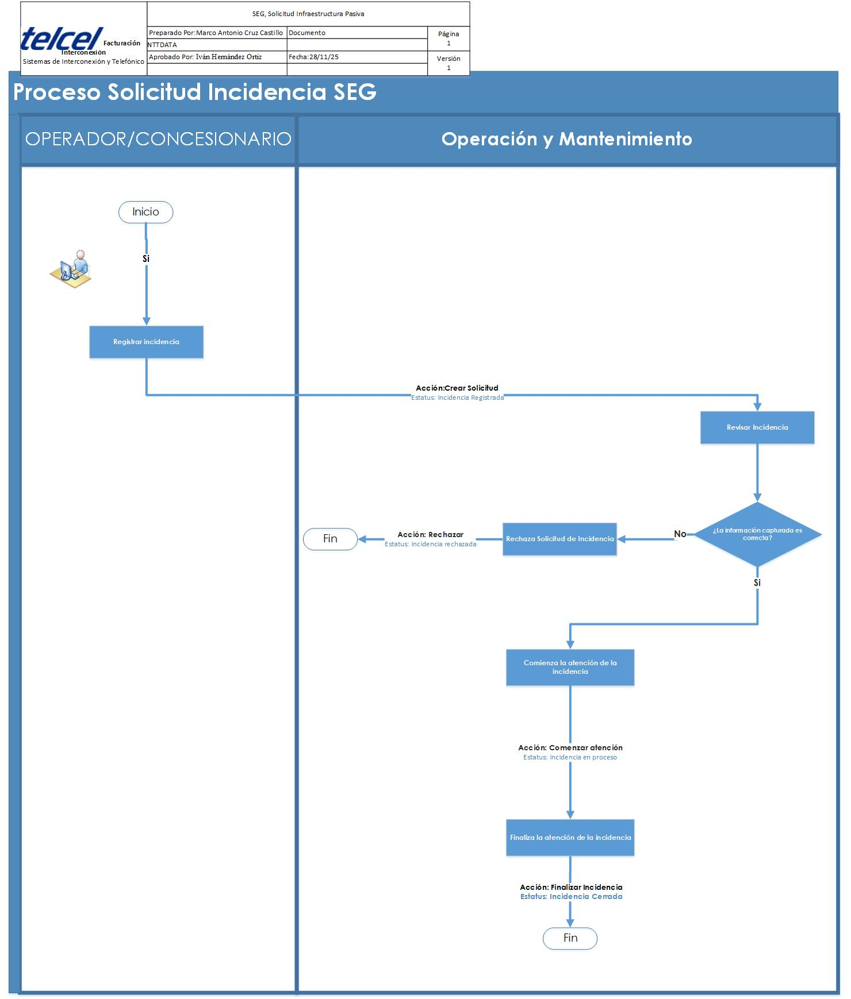 SEG, Solicitud Infraestructura Pasiva
telcel Facturación
Interconexión
Sistemas de Interconexión y Telefónico
Preparado Por:Marco Antonio Cruz Castillo
Documento
Página
1
NTTDATA
Aprobado Por: Iván Hernández Ortiz
Fecha:28/11/25
Versión
1
Proceso Solicitud Incidencia SEG
OPERADOR/CONCESIONARIO
Operación y Mantenimiento
Inicio
Si
Registrar incidencia
Acción:Crear Solicitud
Estatus: Incidencia Registrada
Revisar Incidencia
¿La información capturada es
correcta?
No
Rechaza Solicitud de Incidencia
Acción: Rechazar
Estatus: Incidencia rechazada
Fin
Si
Comienza la atención de la
incidencia
Acción: Comenzar atención
Estatus: Incidencia en proceso
Finaliza la atención de la incidencia
Acción: Finalizar Incidencia
Estatus: Incidencia Cerrada
Fin